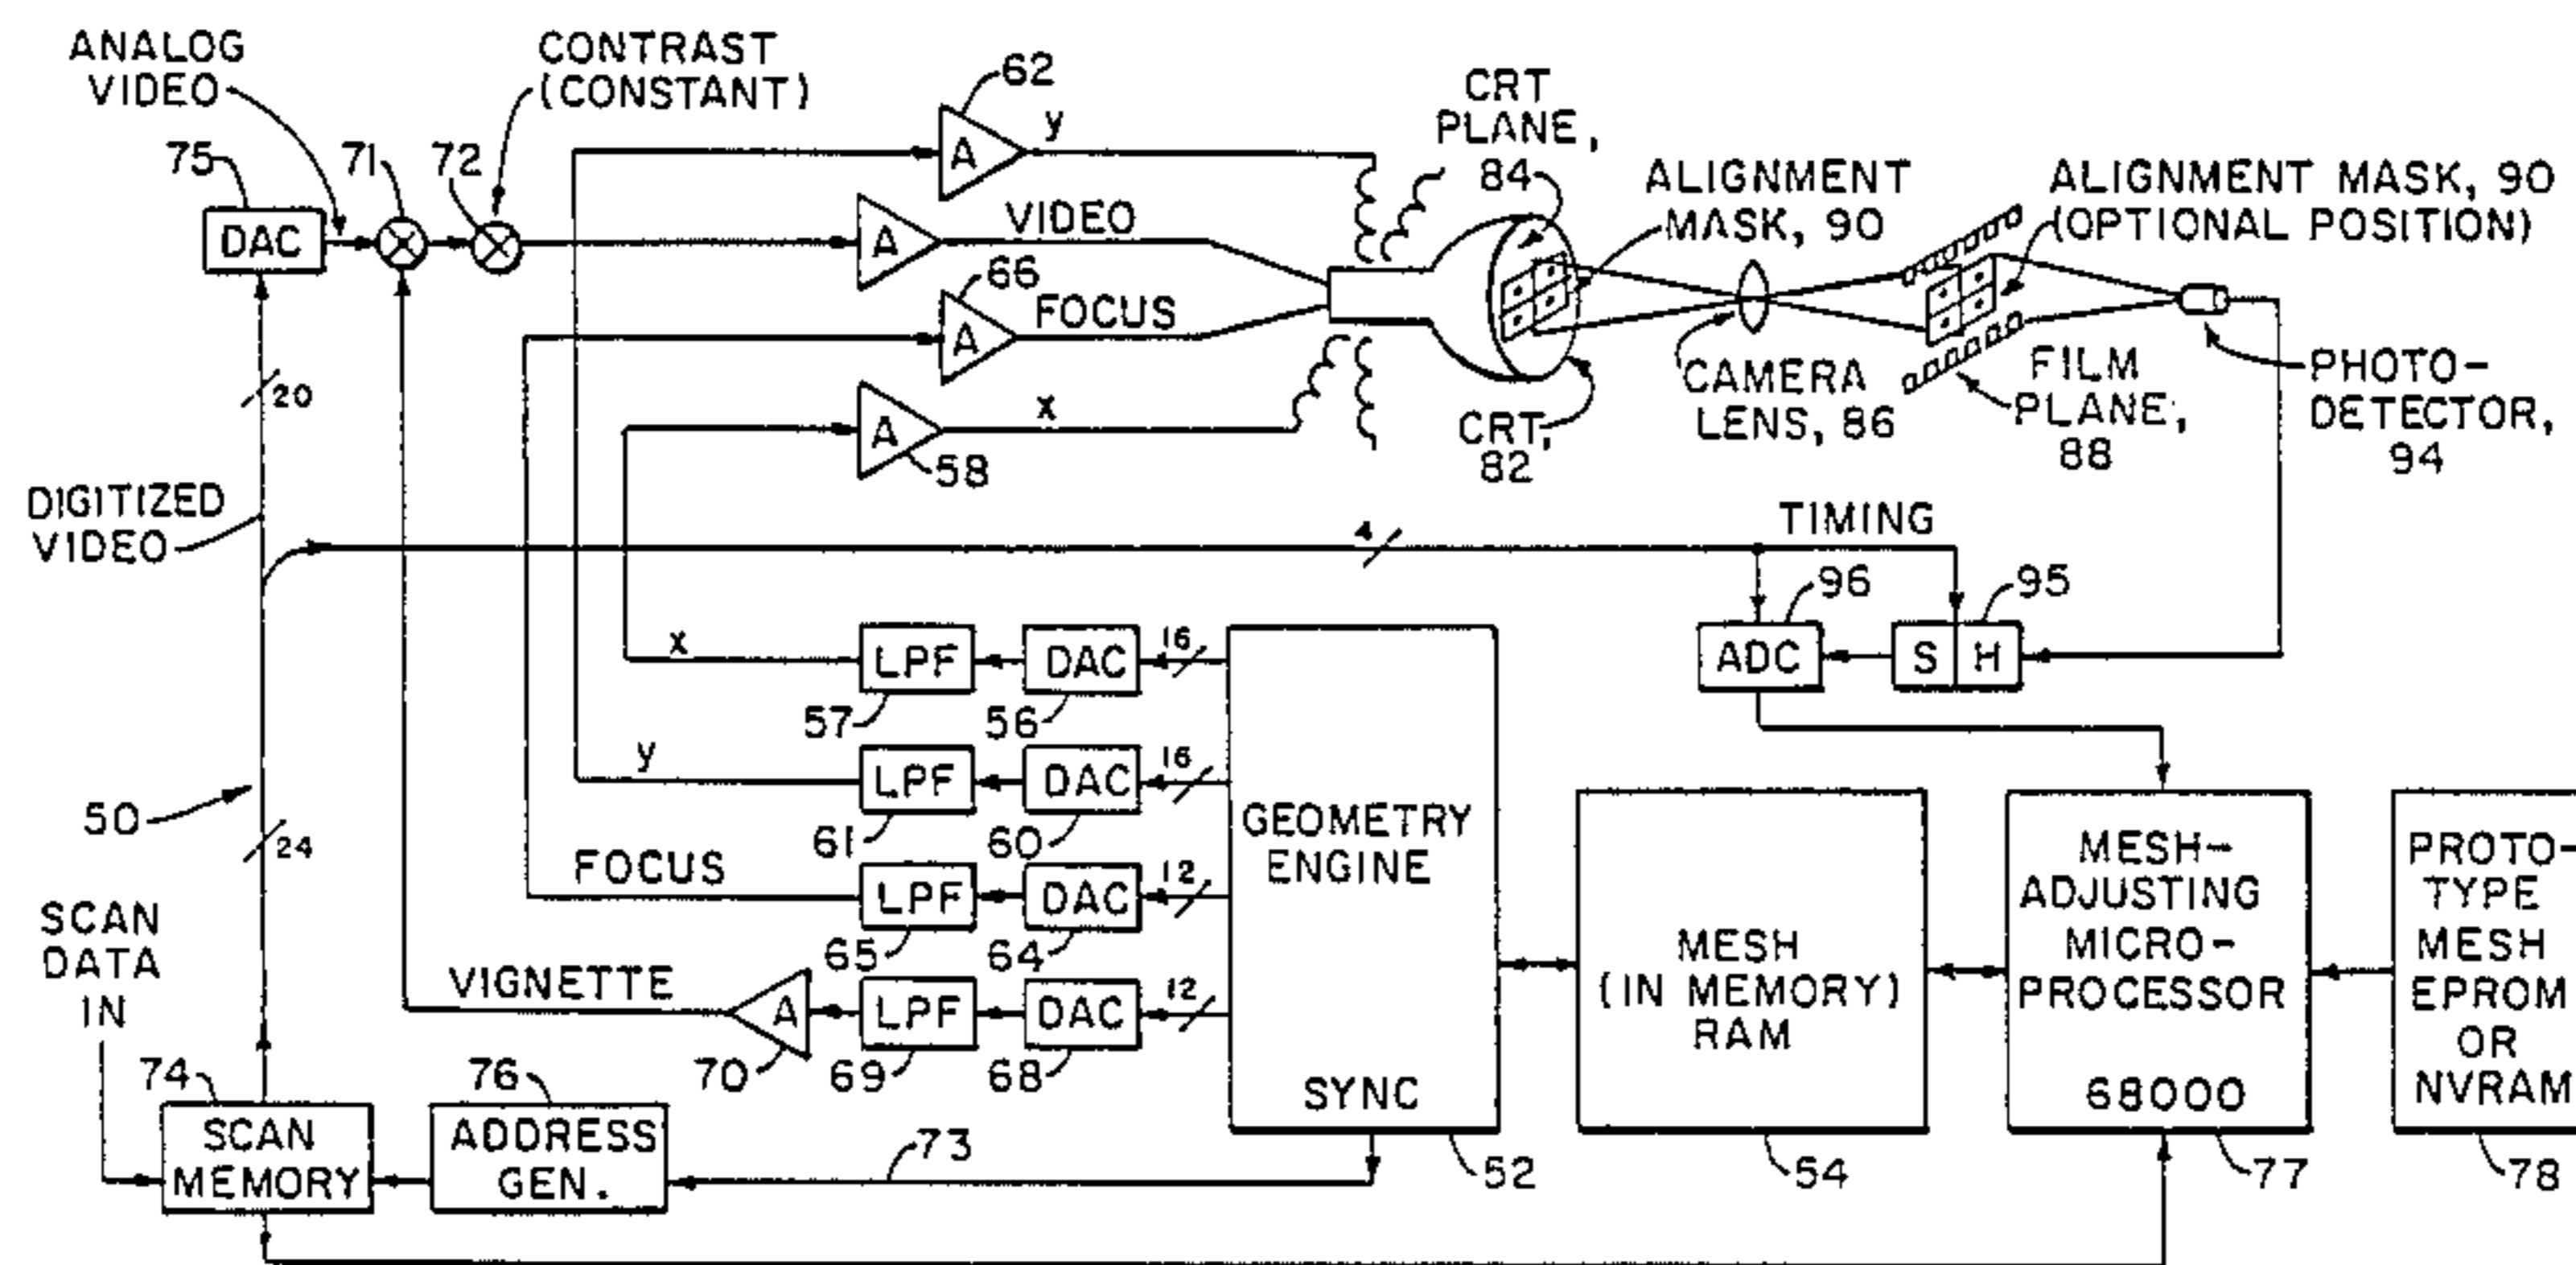 ANALOG
VIDEO
CONTRAST
(CONSTANT)
62
y
CRT
PLANE,
84
75
71
72
ALIGNMENT
MASK, 90
ALIGNMENT MASK, 90
(OPTIONAL POSITION)
DAC
A
A
VIDEO
66
A
FOCUS
20
A
x
58
CRT,
82
CAMERA
LENS, 86
FILM
PLANE,
88
PHOTO-
DETECTOR,
94
DIGITIZED
VIDEO
4
TIMING
96
95
x
LPF
DAC
16
ADC
S
H
57
56
y
LPF
DAC
16
50
61
60
24
FOCUS
LPF
DAC
12
65
64
GEOMETRY
ENGINE
SYNC
MESH
(IN MEMORY)
RAM
MESH-
ADJUSTING
MICRO-
PROCESSOR
68000
PROTO-
TYPE
MESH
EPROM
OR
NVRAM
SCAN
DATA
IN
VIGNETTE
A
LPF
DAC
12
70
69
68
74
76
SCAN
MEMORY
ADDRESS
GEN.
73
52
54
77
78